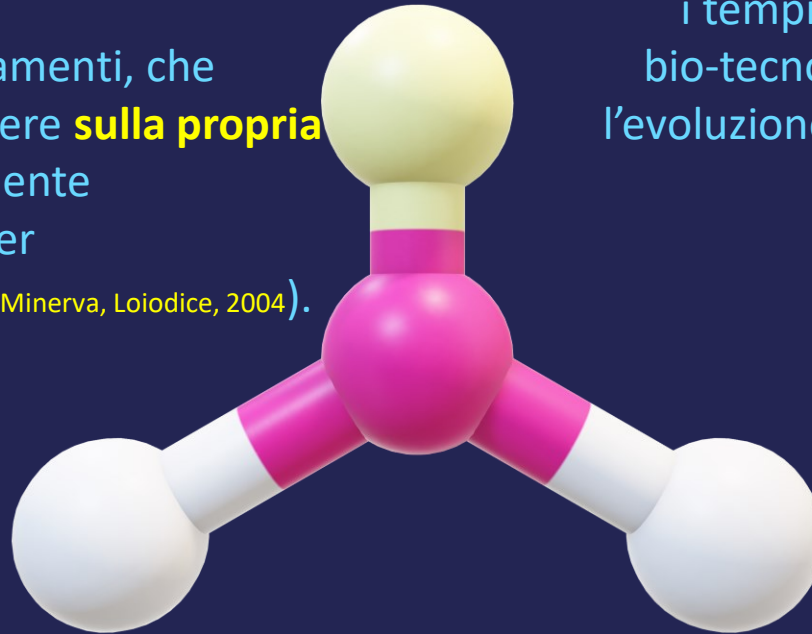 amenti, che
ere sulla propria
ente
er
Minerva, Loiodice, 2004).
i tempi
bio-tecno
l'evoluzione